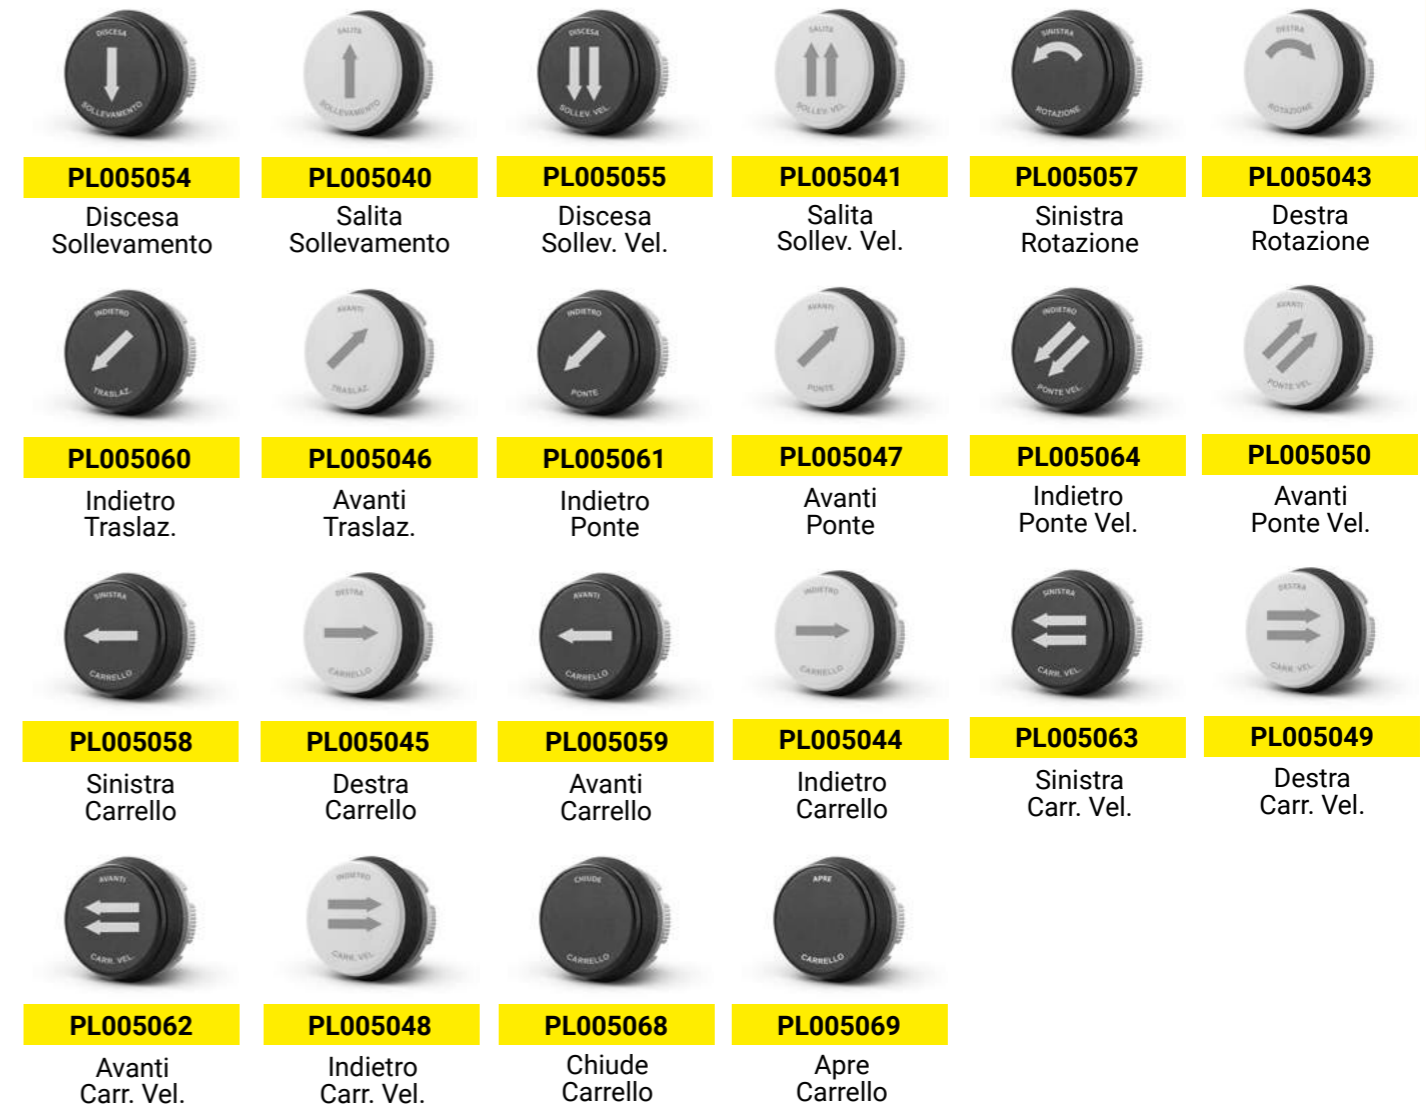 DISCESA
SOLLEVAMENTO
SALITA
SOLLEVAMENTO
DISCESA
SOLLEV. VEL.
SALITA
SOLLEV. VEL.
SINISTRA
ROTAZIONE
DESTRA
ROTAZIONE
PL005054
PL005040
PL005055
PL005041
PL005057
PL005043
Discesa
Sollevamento
Salita
Sollevamento
Discesa
Sollev. Vel.
Salita
Sollev. Vel.
Sinistra
Rotazione
Destra
Rotazione
INDIETRO
TRASLAZ.
AVANTI
TRASLAZ.
INDIETRO
PONTE
AVANTI
PONTE
INDIETRO
PONTE VEL.
AVANTI
PONTE VEL.
PL005060
PL005046
PL005061
PL005047
PL005064
PL005050
Indietro
Traslaz.
Avanti
Traslaz.
Indietro
Ponte
Avanti
Ponte
Indietro
Ponte Vel.
Avanti
Ponte Vel.
SINISTRA
CARRELLO
DESTRA
CARRELLO
AVANTI
CARRELLO
INDIETRO
CARRELLO
SINISTRA
CARR. VEL.
DESTRA
CARR. VEL.
PL005058
PL005045
PL005059
PL005044
PL005063
PL005049
Sinistra
Carrello
Destra
Carrello
Avanti
Carrello
Indietro
Carrello
Sinistra
Carr. Vel.
Destra
Carr. Vel.
AVANTI
CARR. VEL.
INDIETRO
CARR. VEL.
CHIUDE
CARRELLO
APRE
CARRELLO
PL005062
PL005048
PL005068
PL005069
Avanti
Carr. Vel.
Indietro
Carr. Vel.
Chiude
Carrello
Apre
Carrello